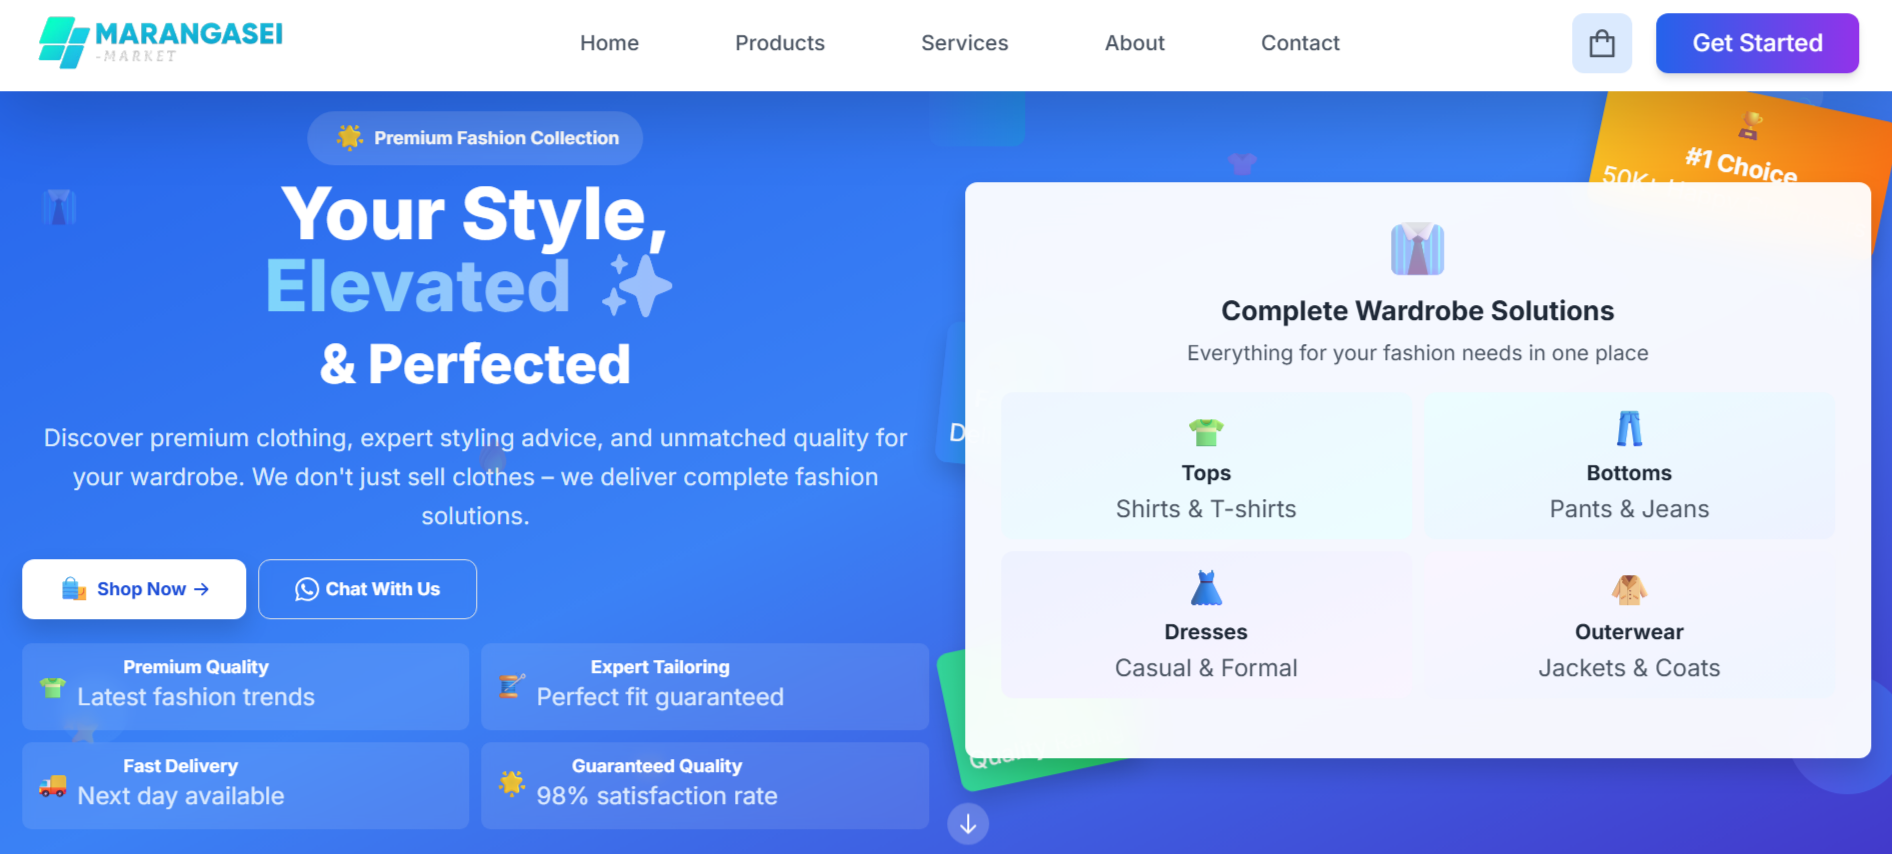 MARANGASEI
-MARKET
Home
Products
Services
About
Contact
Get Started
Premium Fashion Collection
Your Style,
Elevated
& Perfected
Discover premium clothing, expert styling advice, and unmatched quality for
your wardrobe. We don't just sell clothes – we deliver complete fashion
solutions.
Shop Now →
Chat With Us
Premium Quality
Latest fashion trends
Expert Tailoring
Perfect fit guaranteed
Fast Delivery
Next day available
Guaranteed Quality
98% satisfaction rate
#1 Choice
Complete Wardrobe Solutions
Everything for your fashion needs in one place
Tops
Shirts & T-shirts
Bottoms
Pants & Jeans
Dresses
Casual & Formal
Outerwear
Jackets & Coats